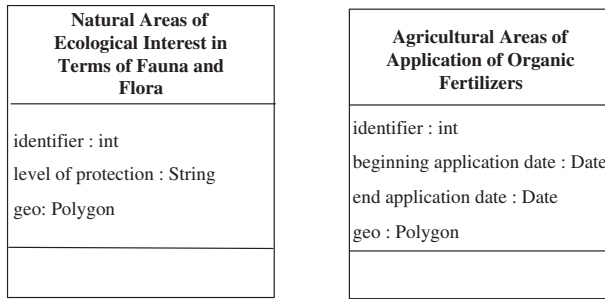 Natural Areas of
Ecological Interest in
Terms of Fauna and
Flora
identifier : int
level of protection : String
geo: Polygon
Agricultural Areas of
Application of Organic
Fertilizers
identifier : int
beginning application date : Date
end application date : Date
geo : Polygon